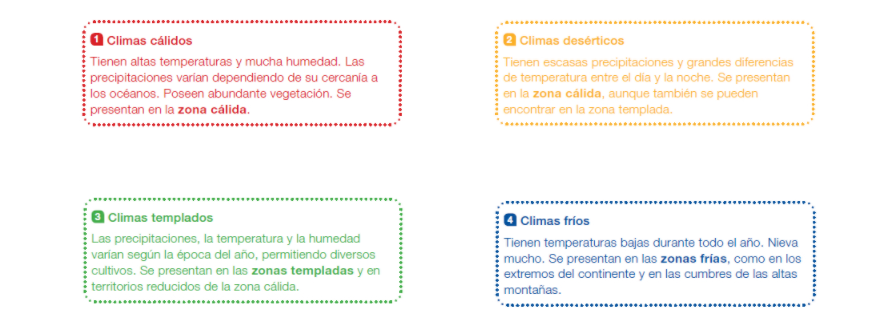 1 Climas cálidos
Tienen altas temperaturas y mucha humedad. Las
precipitaciones varían dependiendo de su cercanía a
los océanos. Poseen abundante vegetación. Se
presentan en la zona cálida.
2 Climas desérticos
Tienen escasas precipitaciones y grandes diferencias
de temperatura entre el día y la noche. Se presentan
en la zona cálida, aunque también se pueden
encontrar en la zona templada.
3 Climas templados
Las precipitaciones, la temperatura y la humedad
varían según la época del año, permitiendo diversos
cultivos. Se presentan en las zonas templadas y en
territorios reducidos de la zona cálida.
4 Climas fríos
Tienen temperaturas bajas durante todo el año. Nieva
mucho. Se presentan en las zonas frías, como en los
extremos del continente y en las cumbres de las altas
montañas.